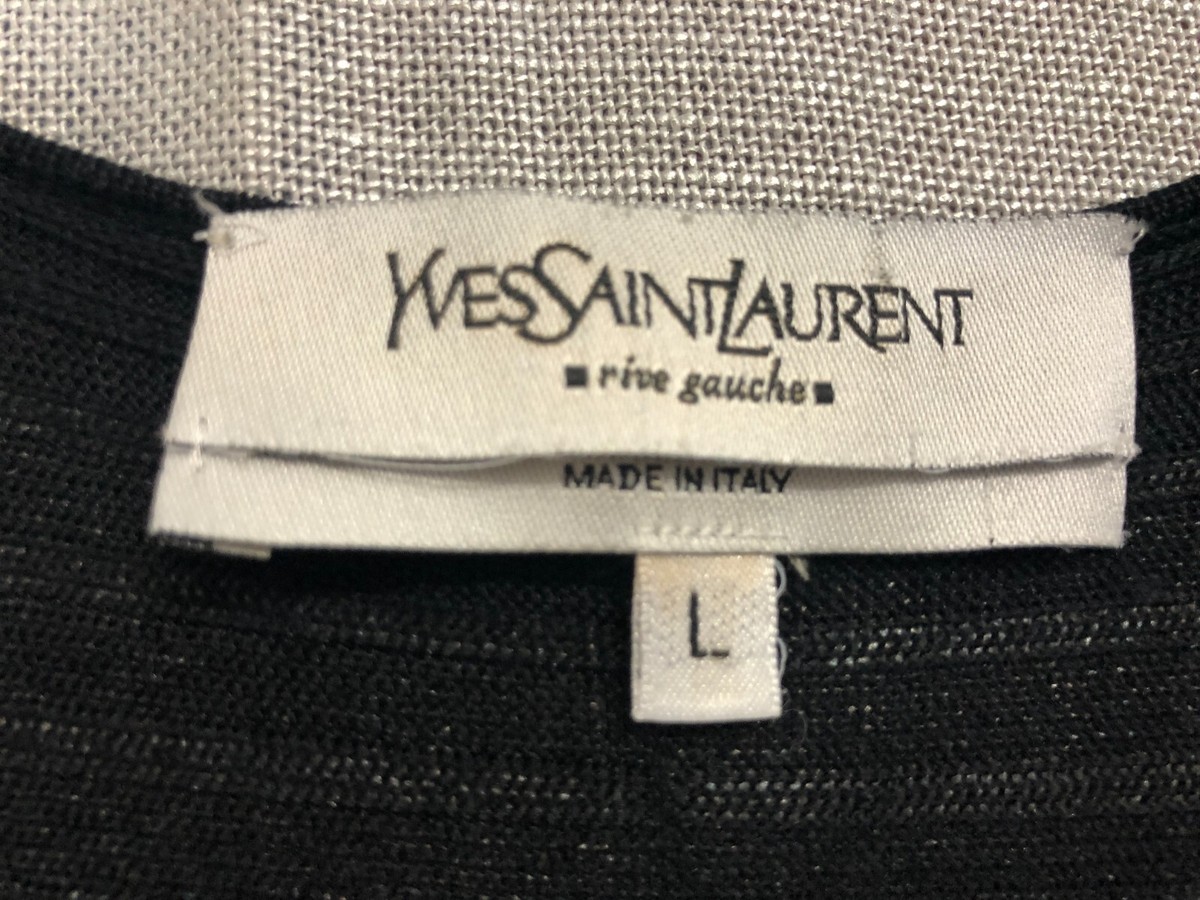 YVESSAINTLAURENT
▪rive gauche▪
MADE IN ITALY
L